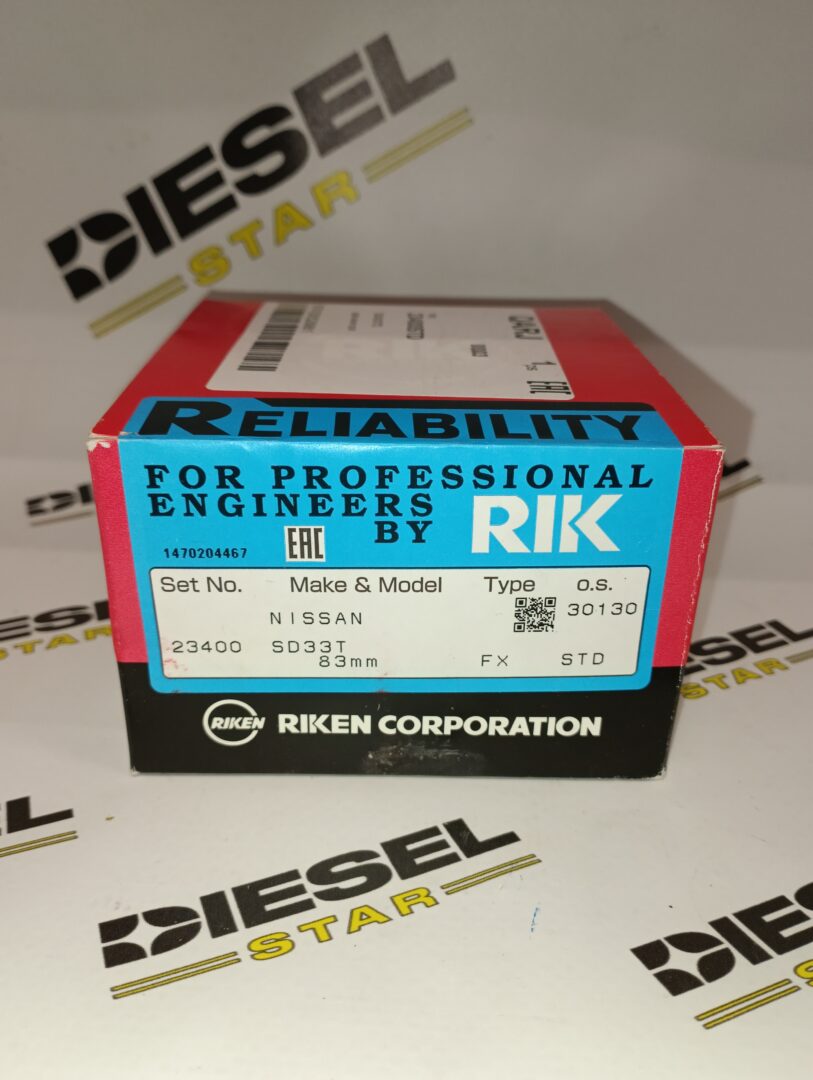 DIESEL
STAR
EAC
RELIABILITY
FOR PROFESSIONAL
ENGINEERS
BY RIK
1470204467 EAC
Set No. Make & Model Type o.s.
NISSAN 30130
23400 SD33T
83mm FX STD
RIKEN RIKEN CORPORATION
DIESEL
STAR
DIESEL
STAR
DIESEL
STAR